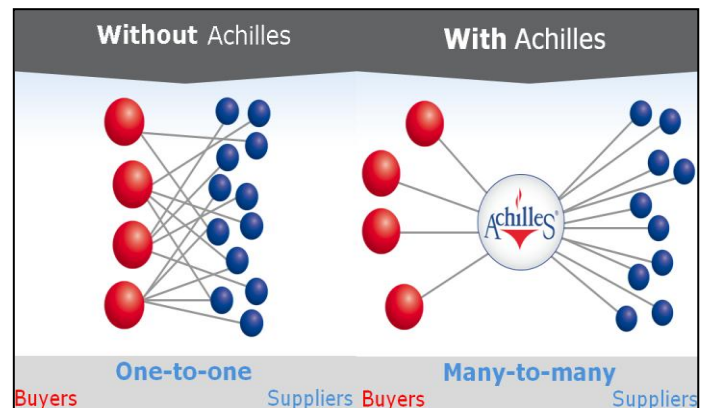 Without Achilles
With Achilles
Achilles®
One-to-one
Many-to-many
Buyers
Suppliers
Buyers
Suppliers